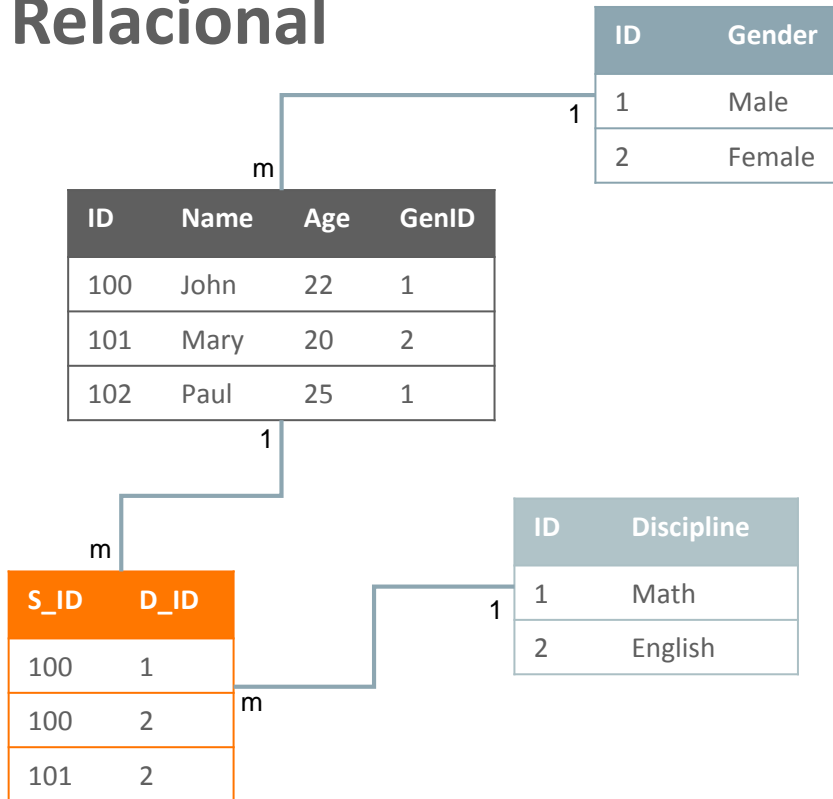 Relacional
ID Gender
1 Male
2 Female
1
m
ID Name Age GenID
100 John 22 1
101 Mary 20 2
102 Paul 25 1
1
m
S_ID D_ID
100 1
100 2
101 2
m
1
ID Discipline
1 Math
2 English